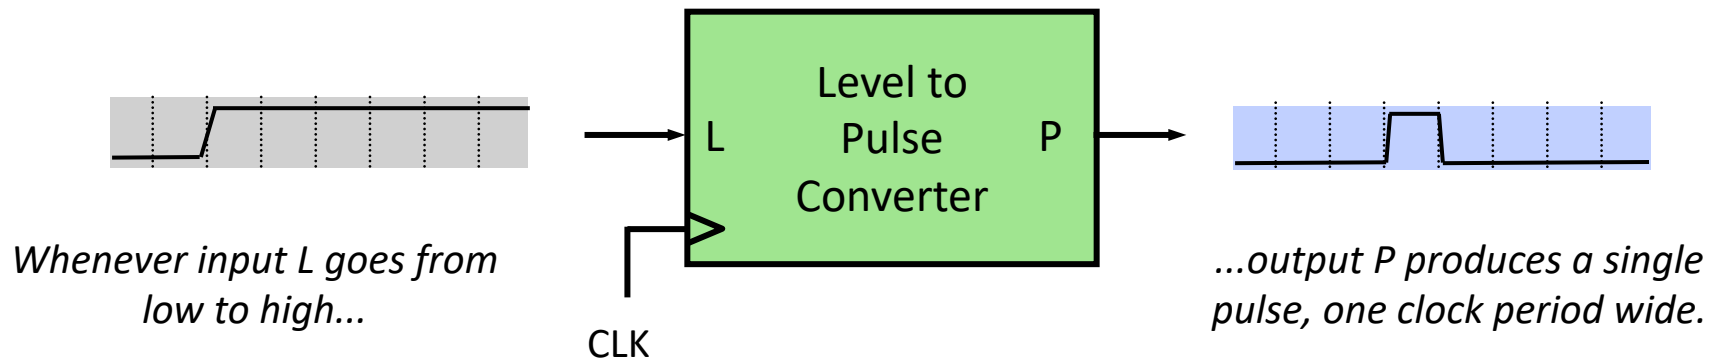 Level to
Pulse
Converter
L
P
CLK
Whenever input L goes from
low to high...
...output P produces a single
pulse, one clock period wide.